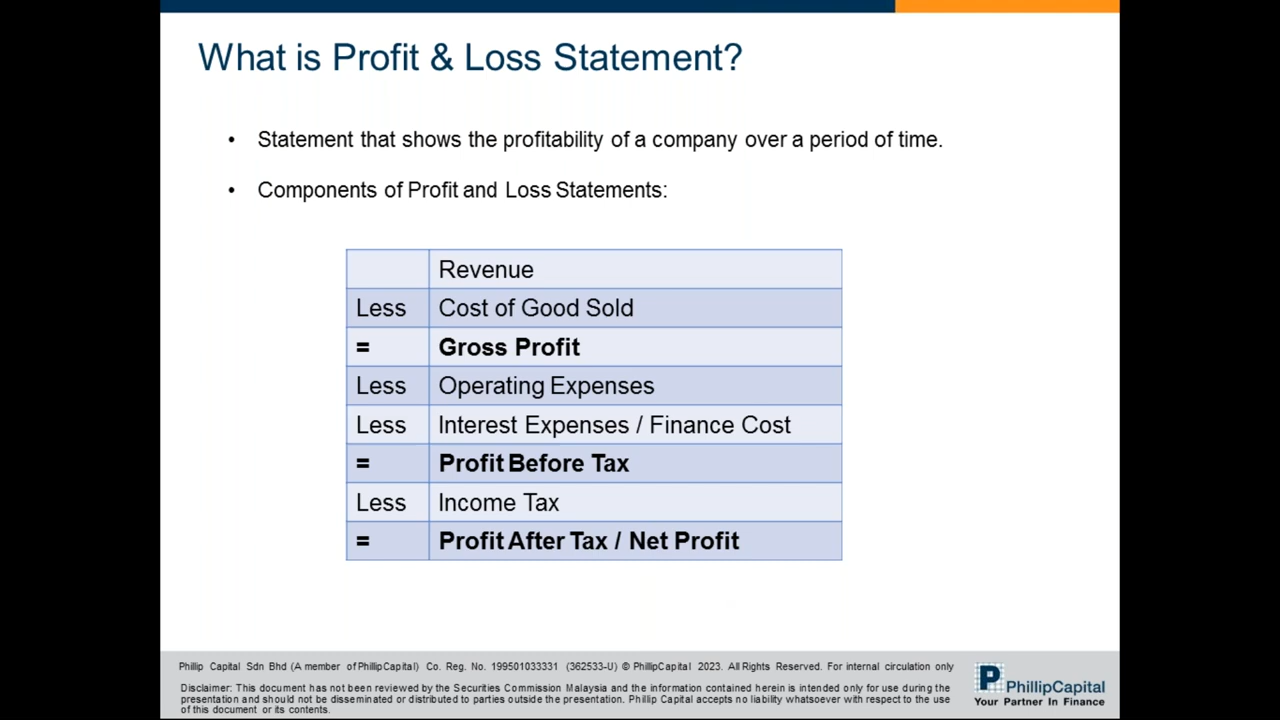 What is Profit & Loss Statement?
• Statement that shows the profitability of a company over a period of time.
• Components of Profit and Loss Statements:
Revenue
Less Cost of Good Sold
= Gross Profit
Less Operating Expenses
Less Interest Expenses / Finance Cost
= Profit Before Tax
Less Income Tax
= Profit After Tax / Net Profit
Phillip Capital Sdn Bhd (A member of PhillipCapital) Co. Reg. No. 199501033331 (362533-U) © PhillipCapital 2023. All Rights Reserved. For internal circulation only
Disclaimer: This document has not been reviewed by the Securities Commission Malaysia and the information contained herein is intended only for use during the
presentation and should not be disseminated or distributed to parties outside the presentation. Phillip Capital accepts no liability whatsoever with respect to the use
of this document or its contents.
P
PhillipCapital
Your Partner In Finance